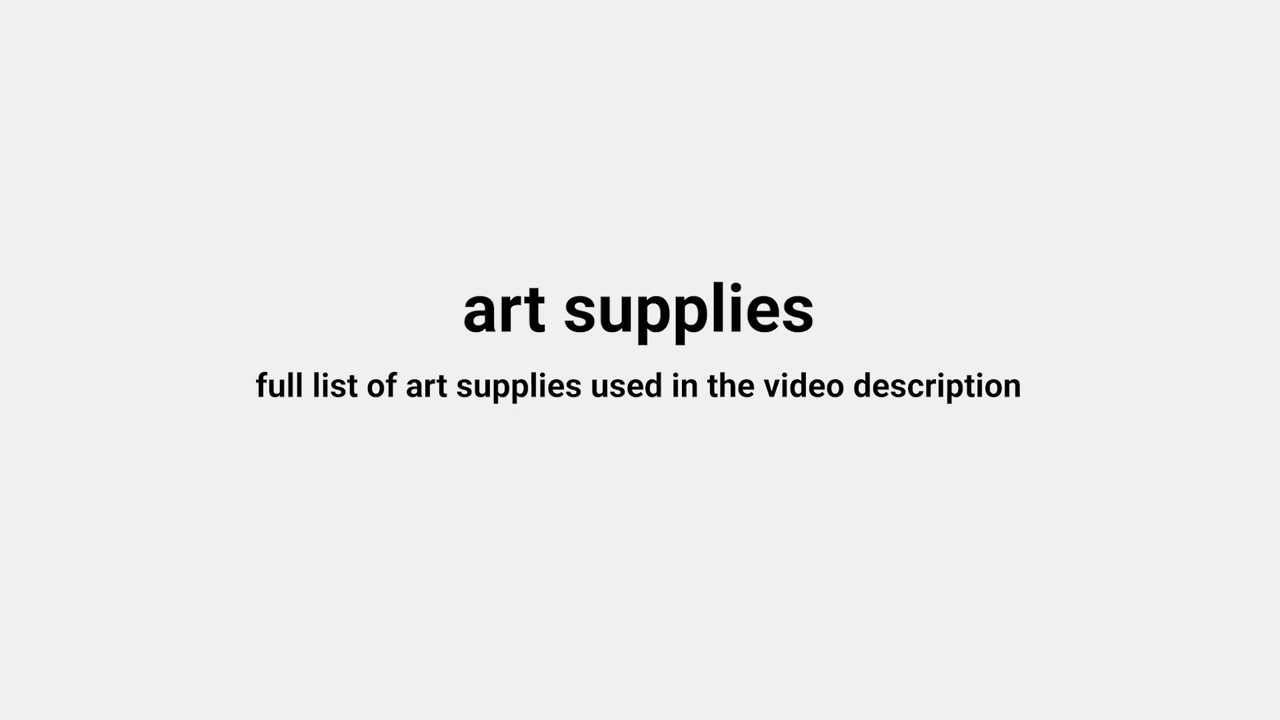 art supplies
full list of art supplies used in the video description